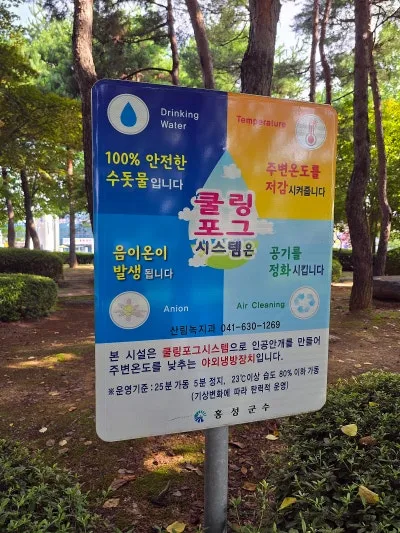 Drinking
Water
100% 안전한
수돗물입니다
Temperature
주변온도를
저감시켜줍니다
쿨링
포그
시스템은
음이온이
발생 됩니다
Anion
공기를
정화시킵니다
Air Cleaning
산림녹지과 041-630-1269
본 시설은 쿨링포그시스템으로 인공안개를 만들어
주변온도를 낮추는 야외냉방장치입니다.
※운영기준: 25분 가동 5분 정지, 23℃이상 습도 80% 이하 가동
(기상변화에 따라 탄력적 운영)
홍성군수